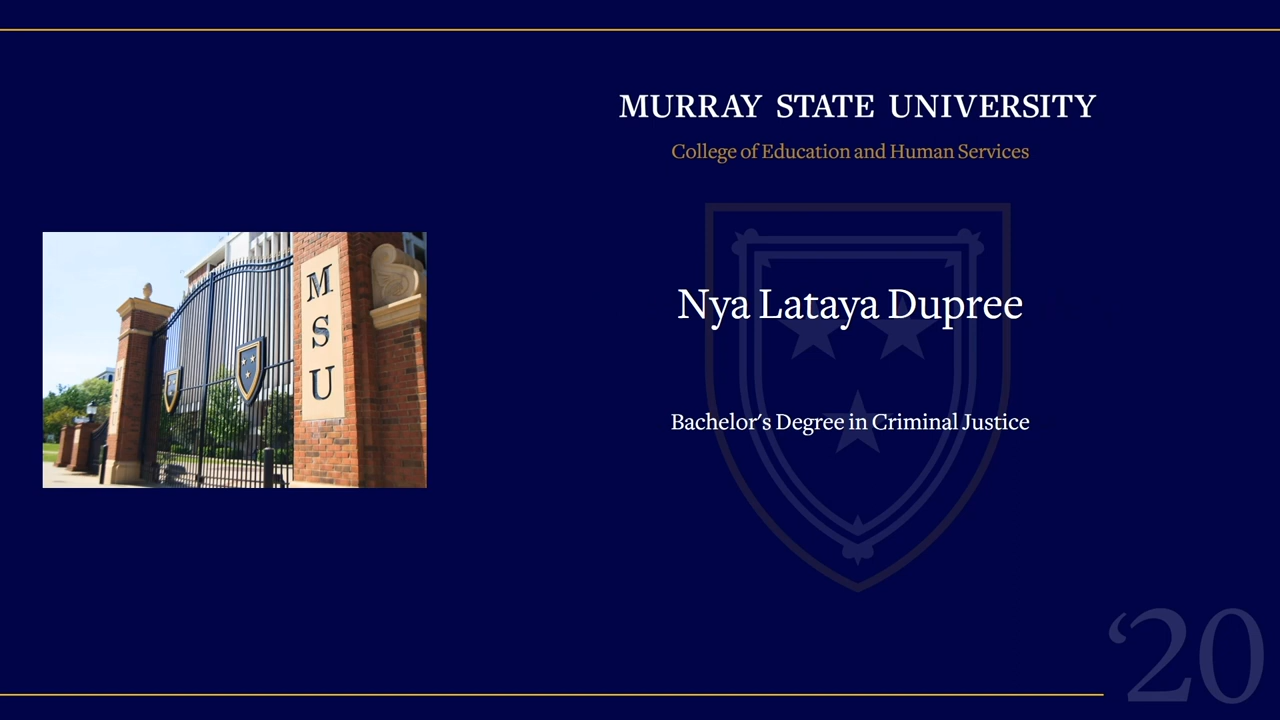 MURRAY STATE UNIVERSITY
College of Education and Human Services
M
S
U
Nya Lataya Dupree
Bachelor's Degree in Criminal Justice
‘20